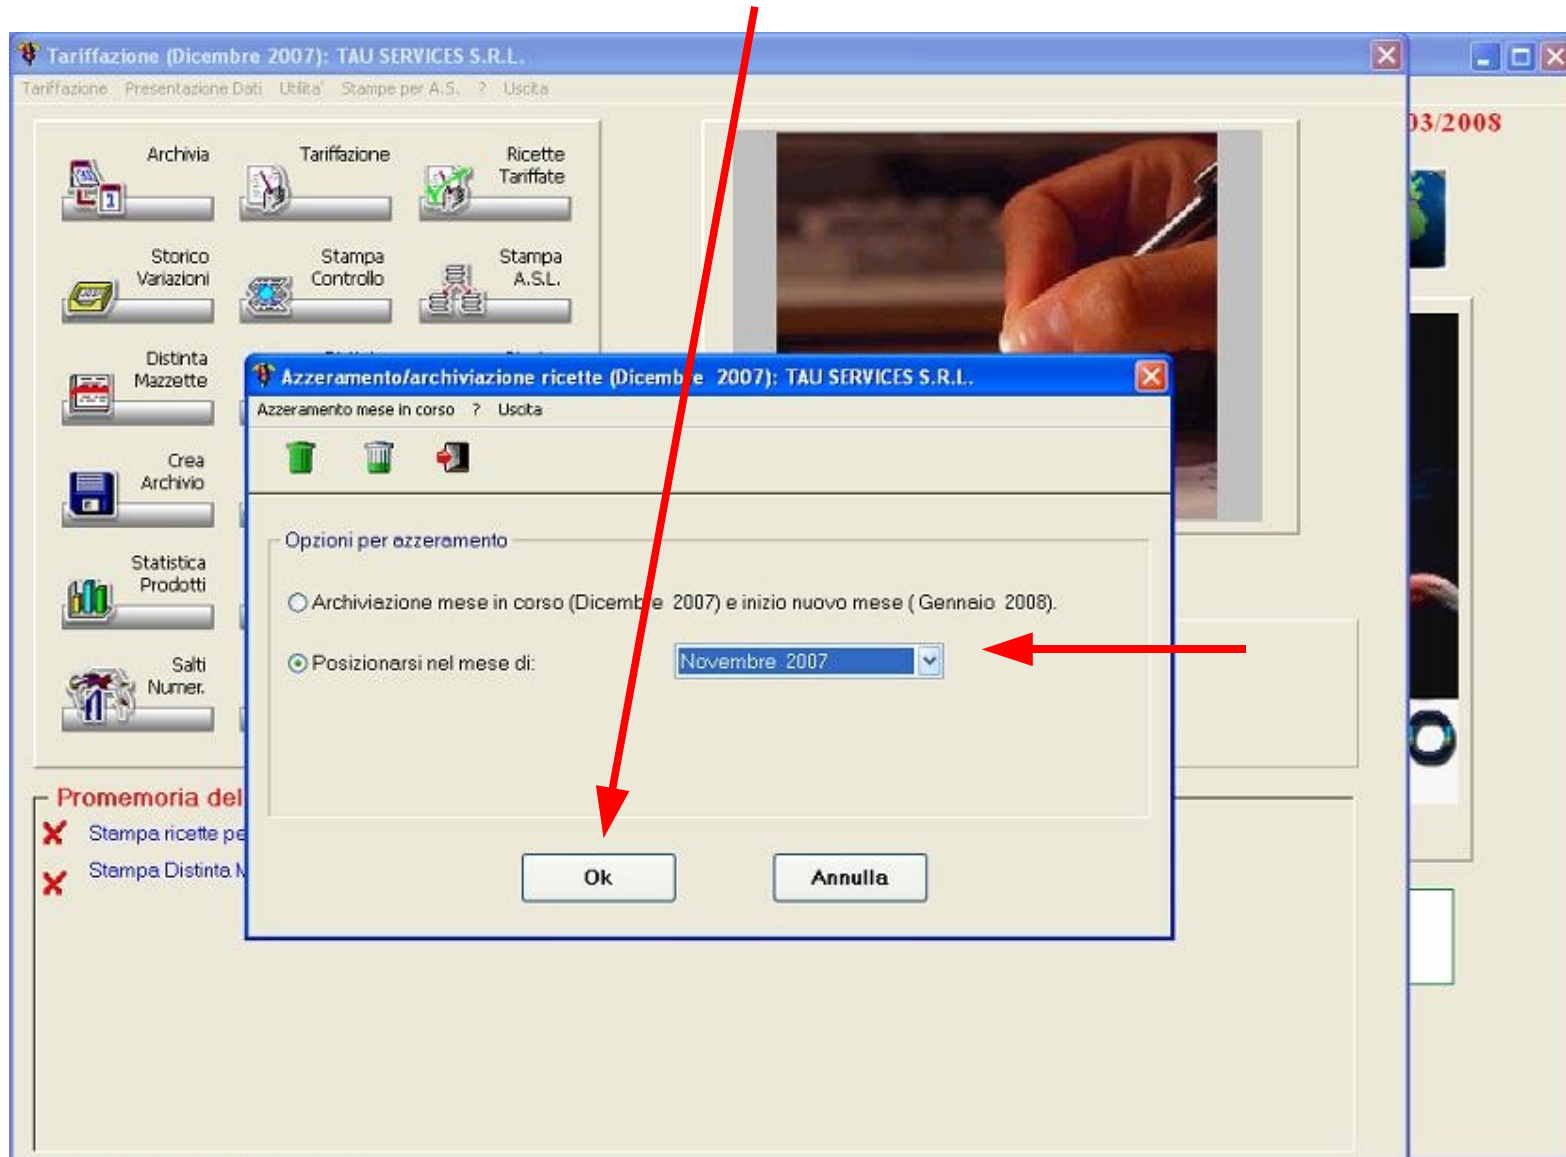 Tariffazione (Dicembre 2007): TAU SERVICES S.R.L.
Tariffazione Presentazione Dati Utilita' Stampe per A.S. ? Uscita
03/2008
Archivia
Tariffazione
Ricette
Tariffate
Storico
Variazioni
Stampa
Controllo
Stampa
A.S.L.
Distinta
Mazzette
Crea
Archivio
Statistica
Prodotti
Salti
Numer.
Azzeramento/archiviazione ricette (Dicembre 2007): TAU SERVICES S.R.L.
Azzeramento mese in corso ? Uscita
Opzioni per azzeramento
Archiviazione mese in corso (Dicembre 2007) e inizio nuovo mese ( Gennaio 2008).
Posizionarsi nel mese di:
Novembre 2007
Ok
Annulla
Promemoria del
Stampa ricette pe
Stampa Distinta M